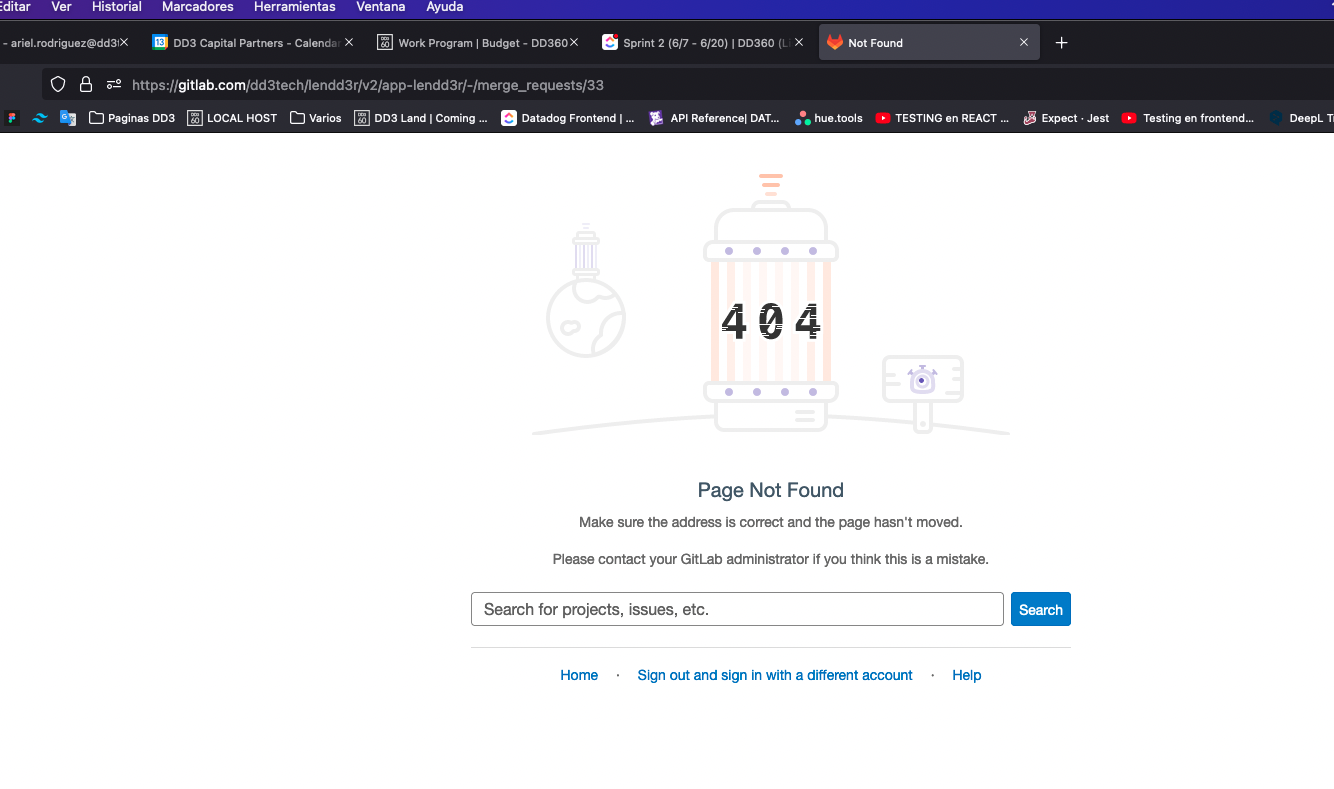 Editar Ver Historial Marcadores Herramientas Ventana Ayuda
- ariel.rodriguez@dd3 DD3 Capital Partners - Calendar Work Program | Budget - DD360 Sprint 2 (6/7 - 6/20) | DD360 (Li Not Found
https://gitlab.com/dd3tech/lendd3r/v2/app-lendd3r/-/merge_requests/33
Paginas DD3 LOCAL HOST Varios DD3 Land | Coming ... Datadog Frontend | ... API Reference| DAT... hue.tools TESTING en REACT ... Expect · Jest Testing en frontend... DeepL Tr
404
Page Not Found
Make sure the address is correct and the page hasn't moved.
Please contact your GitLab administrator if you think this is a mistake.
Search for projects, issues, etc. Search
Home · Sign out and sign in with a different account · Help